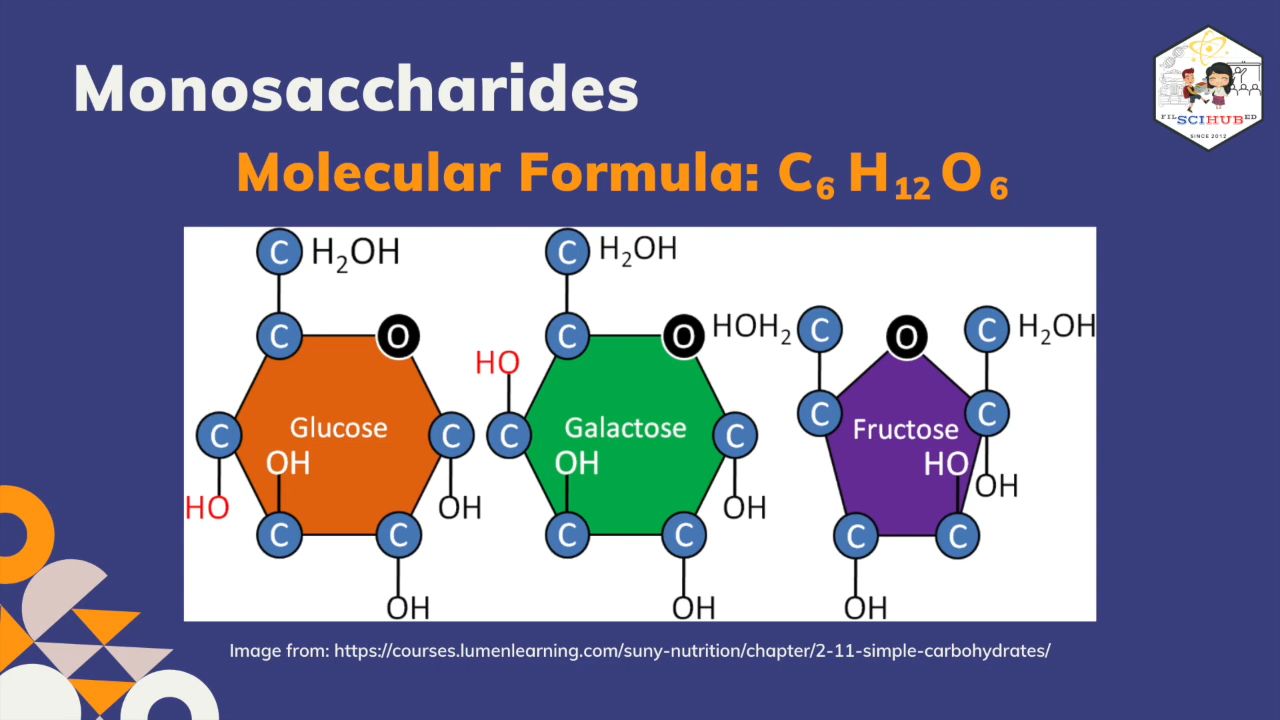 Monosaccharides
FILSCIHUBED
SINCE 2012
Molecular Formula: C₆ H₁₂ O₆
C H₂OH
C O
Glucose
C C
OH
HO OH
C C
OH
C H₂OH
C O
HO
Galactose
C C
OH
OH
C C
OH
HOH₂ C O C H₂OH
C C
Fructose
HO
OH
C C
OH
Image from: https://courses.lumenlearning.com/suny-nutrition/chapter/2-11-simple-carbohydrates/